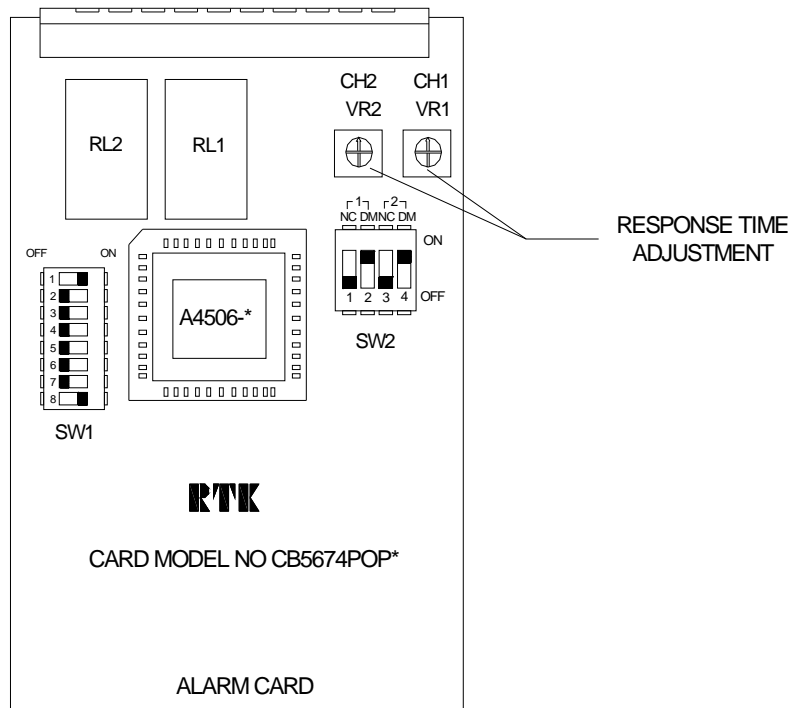 CH2 CH1
VR2 VR1
RL2 RL1
1 2
NC DM NC DM
ON
1 2 3 4 OFF
SW2
RESPONSE TIME
ADJUSTMENT
OFF ON
1
2
3
4
5
6
7
8
SW1
A4506-*
RTK
CARD MODEL NO CB5674POP*
ALARM CARD